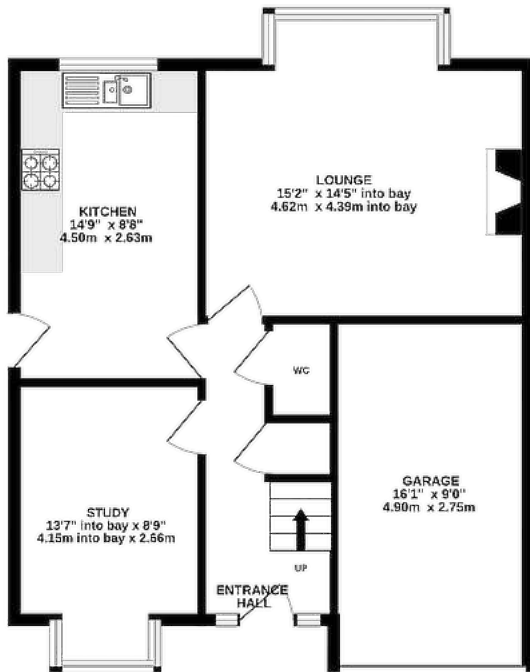 LOUNGE
15'2" x 14'5" into bay
4.62m x 4.39m into bay
KITCHEN
14'9" x 8'8"
4.50m x 2.63m
WC
GARAGE
16'1" x 9'0"
4.90m x 2.75m
STUDY
13'7" into bay x 8'9"
4.15m into bay x 2.66m
UP
ENTRANCE
HALL